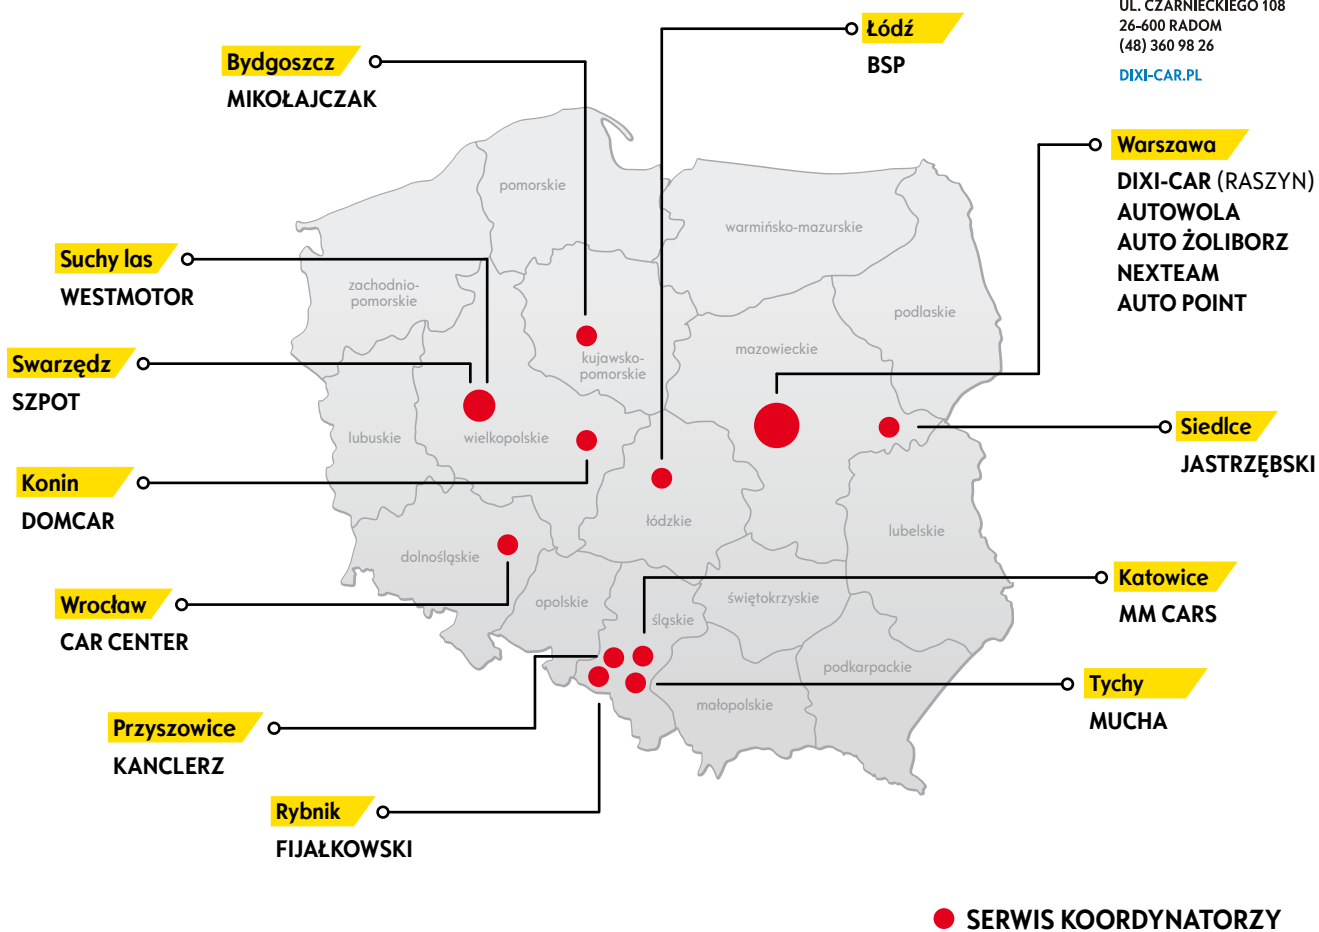 UL. CZARNIECKIEGO 108
26-600 RADOM
(48) 360 98 26
DIXI-CAR.PL
Łódź
BSP
Bydgoszcz
MIKOŁAJCZAK
Warszawa
DIXI-CAR (RASZYN)
AUTOWOLA
AUTO ŻOLIBORZ
NEXTEAM
AUTO POINT
Suchy las
WESTMOTOR
Swarzędz
SZPOT
Konin
DOMCAR
Wrocław
CAR CENTER
Przyszowice
KANCLERZ
Rybnik
FIJAŁKOWSKI
Siedlce
JASTRZĘBSKI
Katowice
MM CARS
Tychy
MUCHA
pomorskie
warmińsko-mazurskie
zachodnio-
pomorskie
podlaskie
kujawsko-
pomorskie
mazowieckie
lubuskie
wielkopolskie
łódzkie
lubelskie
dolnośląskie
opolskie
śląskie
świętokrzyskie
podkarpackie
małopolskie
SERWIS KOORDYNATORZY